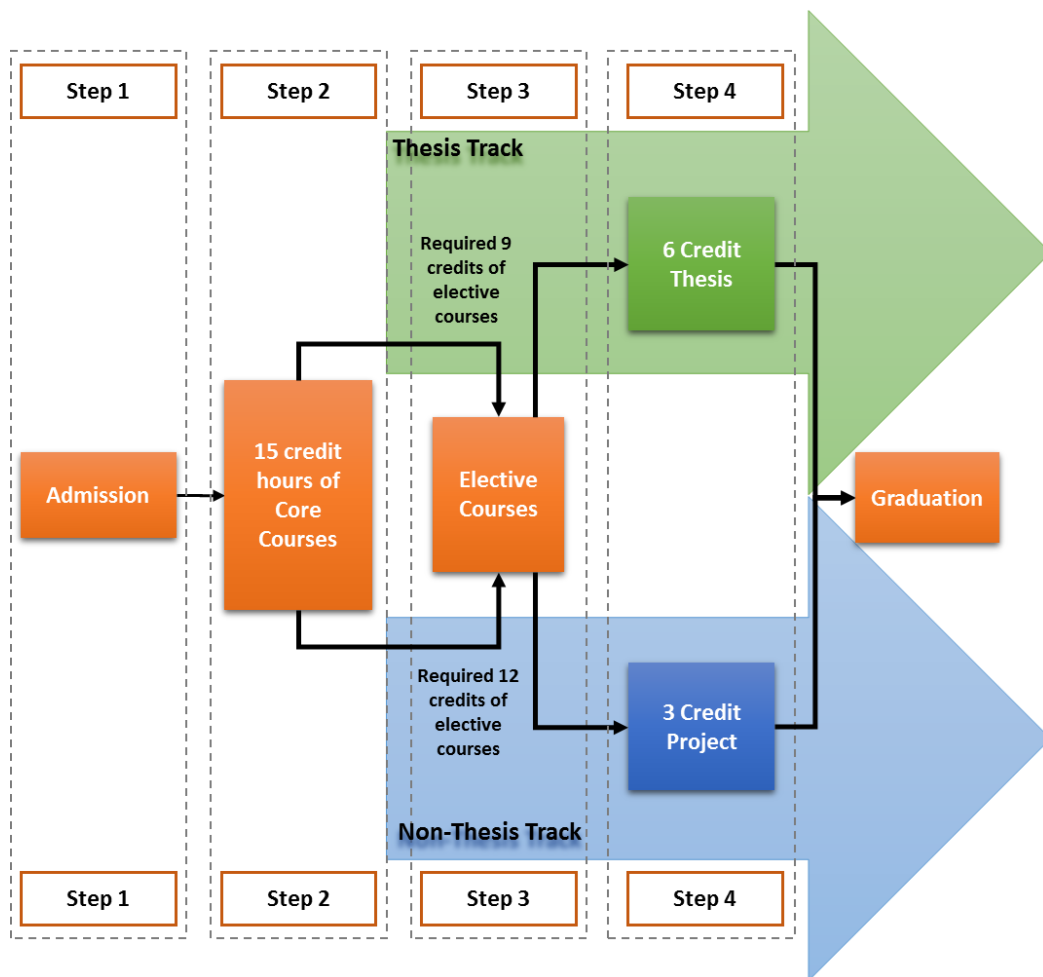 Step 1
Step 2
Step 3
Step 4
Thesis Track
Required 9
credits of
elective
courses
6 Credit
Thesis
Admission
15 credit
hours of
Core
Courses
Elective
Courses
Graduation
Required 12
credits of
elective
courses
3 Credit
Project
Non-Thesis Track
Step 1
Step 2
Step 3
Step 4